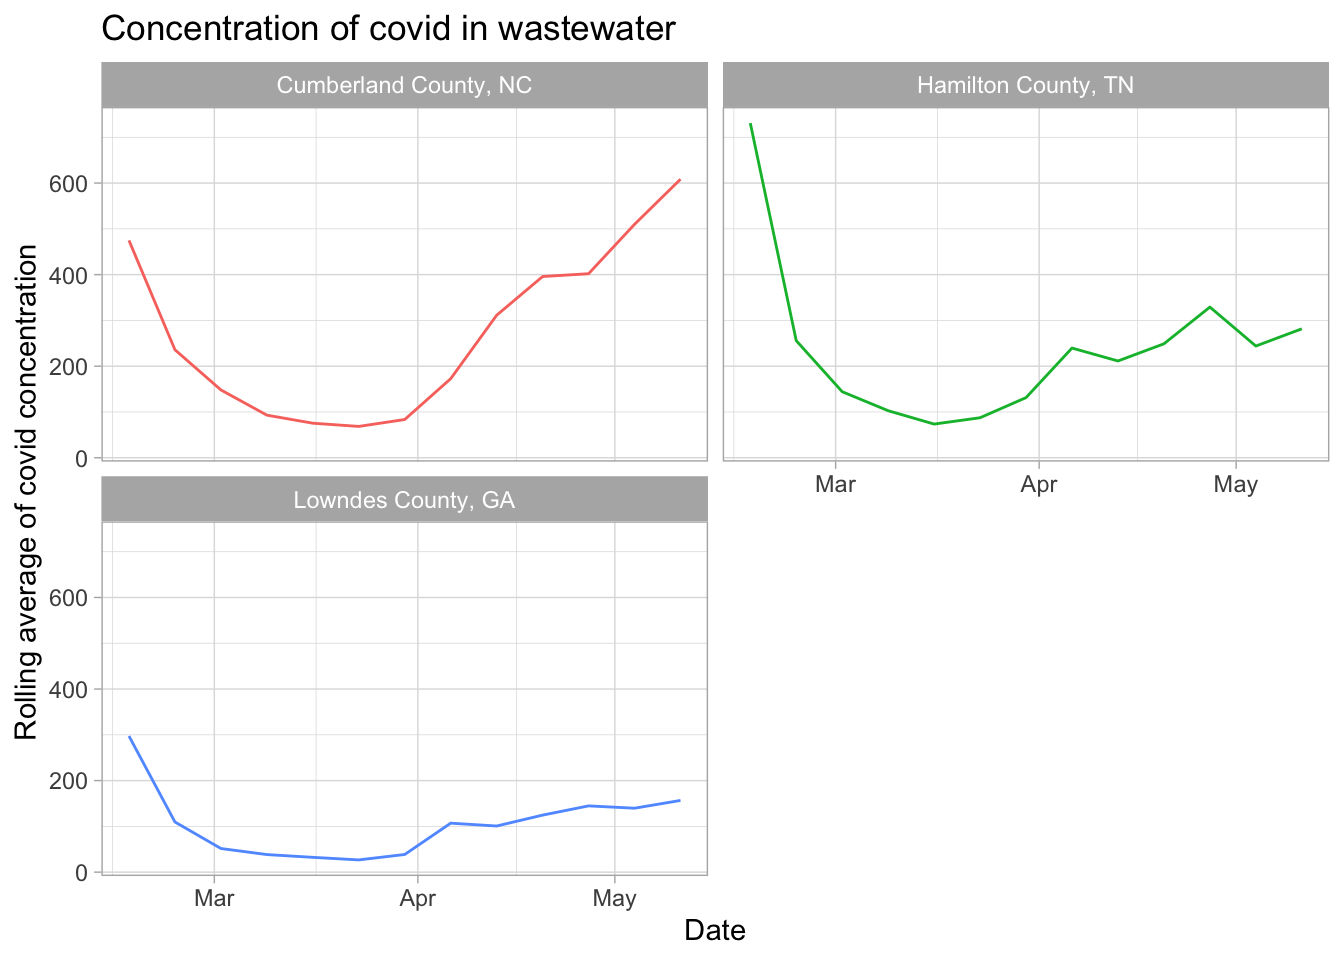 Concentration of covid in wastewater
Cumberland County, NC
Hamilton County, TN
600
400
200
0
Mar Apr May
Lowndes County, GA
600
400
200
0
Mar Apr May
Date
Rolling average of covid concentration